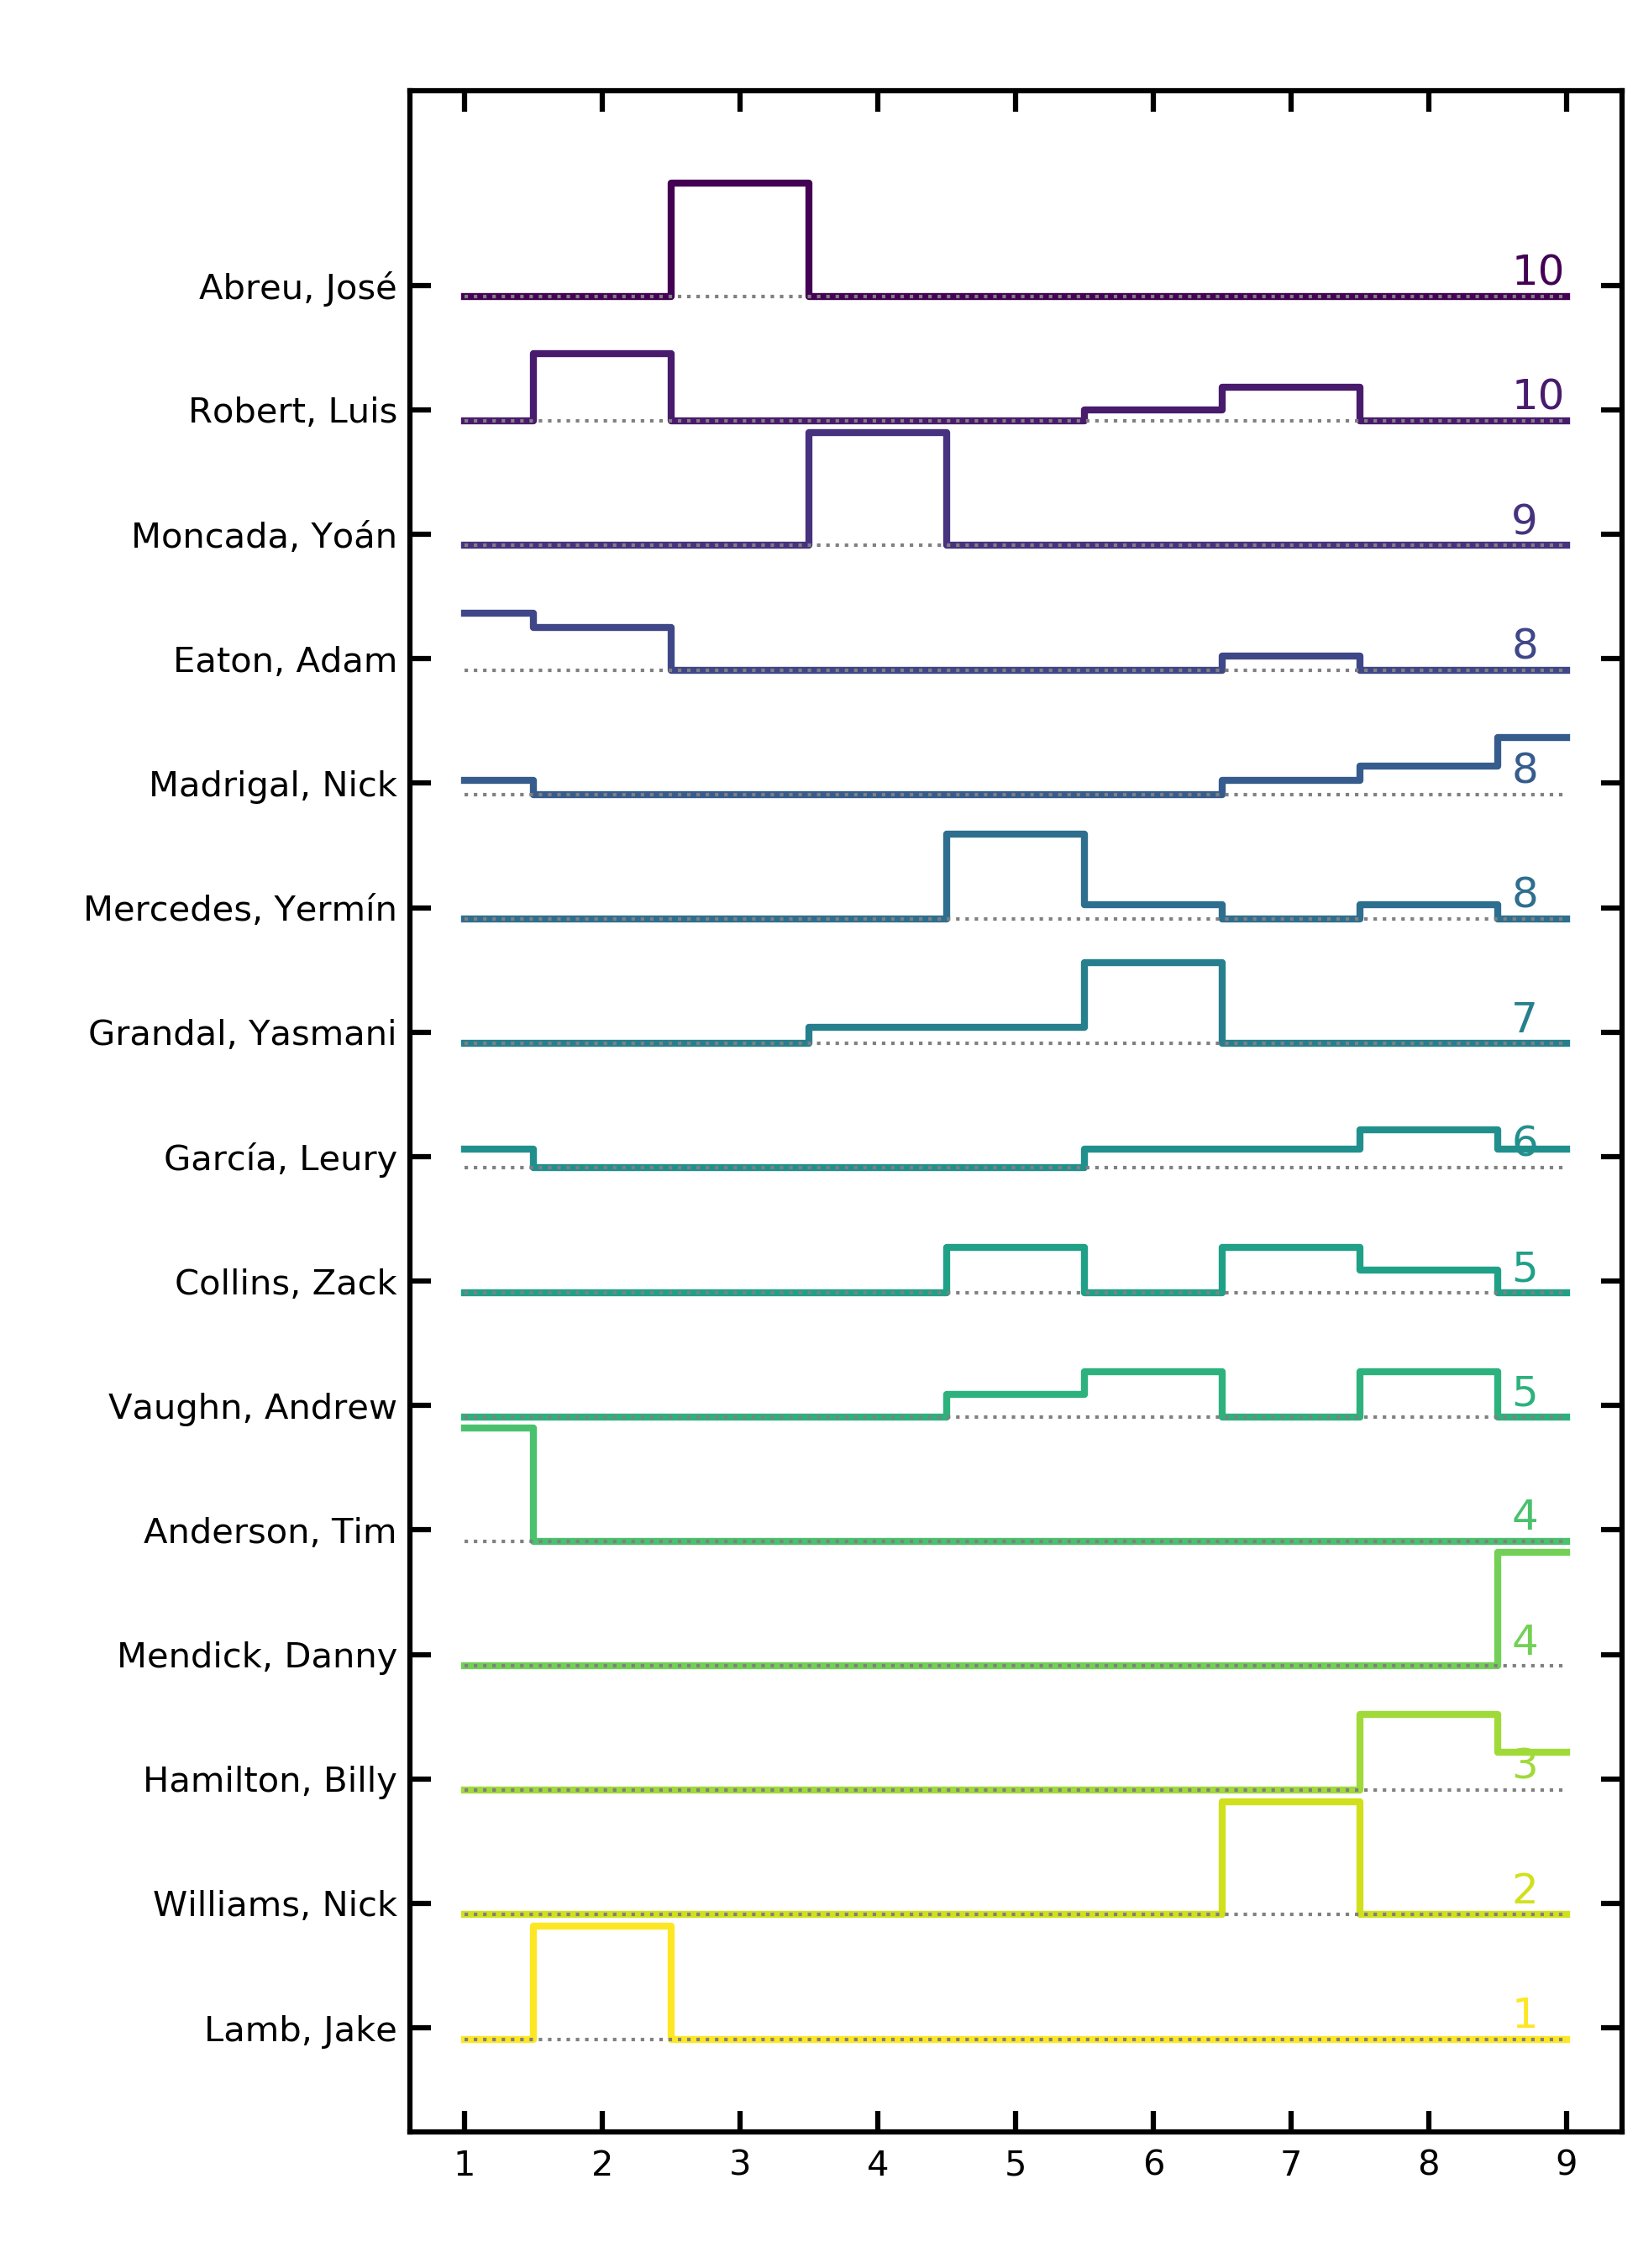 Abreu, José 10
Robert, Luis 10
Moncada, Yoán 9
Eaton, Adam 8
Madrigal, Nick 8
Mercedes, Yermín 8
Grandal, Yasmani 7
García, Leury 6
Collins, Zack 5
Vaughn, Andrew 5
Anderson, Tim 4
Mendick, Danny 4
Hamilton, Billy 3
Williams, Nick 2
Lamb, Jake 1
1 2 3 4 5 6 7 8 9